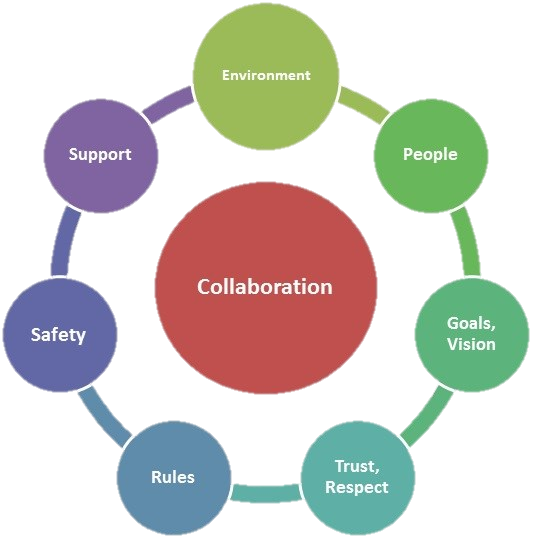 Environment
People
Goals,
Vision
Trust,
Respect
Rules
Safety
Support
Collaboration